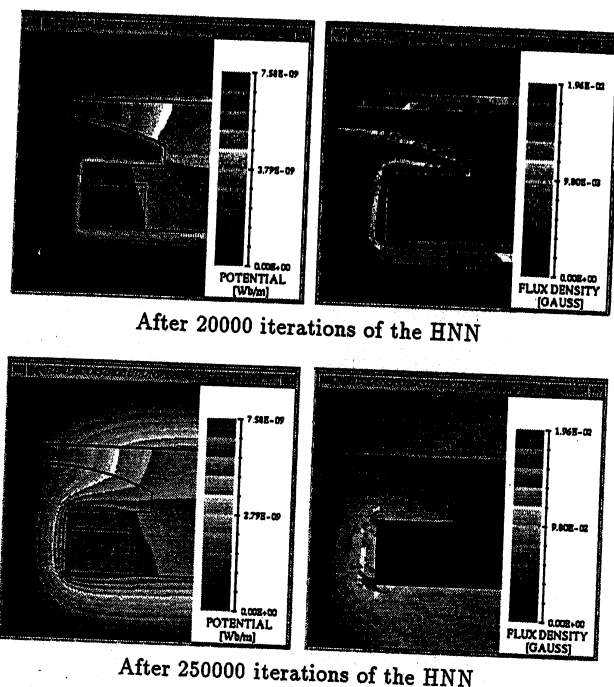 7.58E-09
3.79E-09
0.00E+00
POTENTIAL
[Wb/m]
1.96E-02
9.80E-03
0.00E+00
FLUX DENSITY
[GAUSS]
After 20000 iterations of the HNN
7.58E-09
3.79E-09
0.00E+00
POTENTIAL
[Wb/m]
1.96E-02
9.80E-03
0.00E+00
FLUX DENSITY
[GAUSS]
After 250000 iterations of the HNN